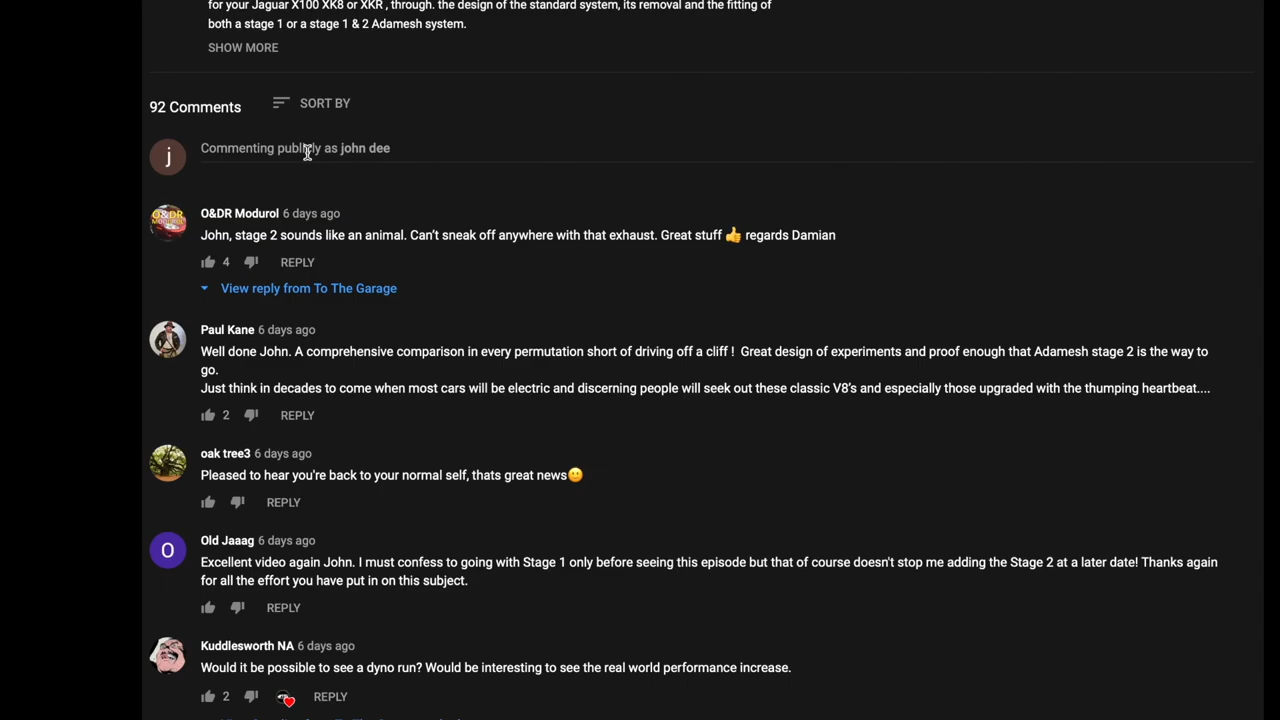 for your Jaguar X100 XK8 or XKR , through. the design of the standard system, its removal and the fitting of
both a stage 1 or a stage 1 & 2 Adamesh system.
SHOW MORE
92 Comments
SORT BY
j
Commenting publicly as john dee
O&DR MODUROL
O&DR Modurol 6 days ago
John, stage 2 sounds like an animal. Can't sneak off anywhere with that exhaust. Great stuff 👍 regards Damian
4 REPLY
View reply from To The Garage
Paul Kane 6 days ago
Well done John. A comprehensive comparison in every permutation short of driving off a cliff ! Great design of experiments and proof enough that Adamesh stage 2 is the way to
go.
Just think in decades to come when most cars will be electric and discerning people will seek out these classic V8's and especially those upgraded with the thumping heartbeat....
2 REPLY
oak tree3 6 days ago
Pleased to hear you're back to your normal self, thats great news🙂
REPLY
O
Old Jaaag 6 days ago
Excellent video again John. I must confess to going with Stage 1 only before seeing this episode but that of course doesn't stop me adding the Stage 2 at a later date! Thanks again
for all the effort you have put in on this subject.
REPLY
Kuddlesworth NA 6 days ago
Would it be possible to see a dyno run? Would be interesting to see the real world performance increase.
2 REPLY